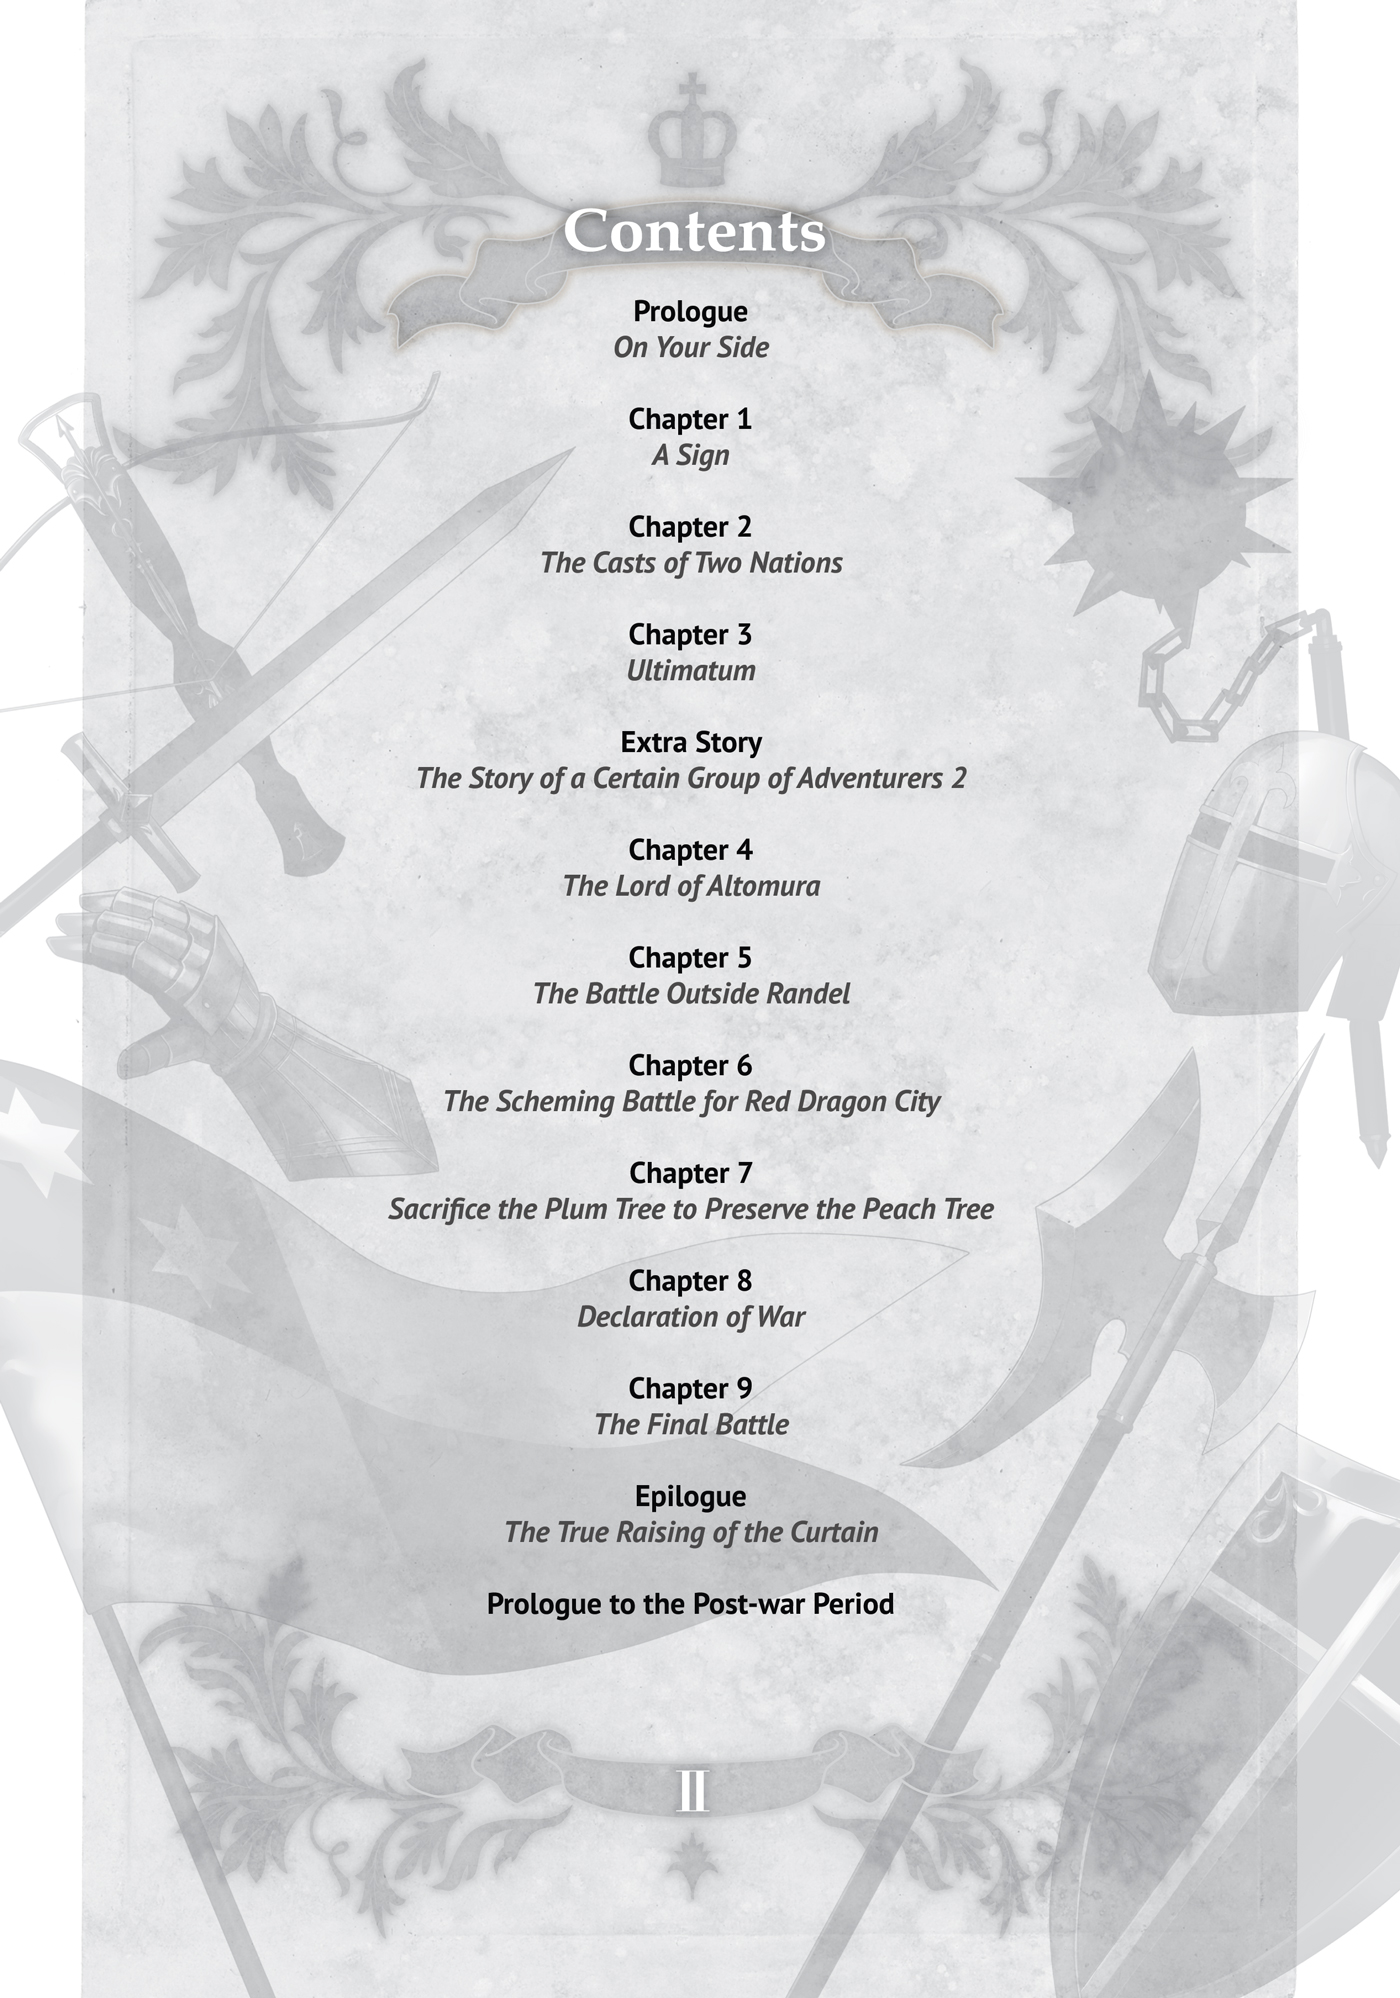 Contents
Prologue
On Your Side
Chapter 1
A Sign
Chapter 2
The Casts of Two Nations
Chapter 3
Ultimatum
Extra Story
The Story of a Certain Group of Adventurers 2
Chapter 4
The Lord of Altomura
Chapter 5
The Battle Outside Randel
Chapter 6
The Scheming Battle for Red Dragon City
Chapter 7
Sacrifice the Plum Tree to Preserve the Peach Tree
Chapter 8
Declaration of War
Chapter 9
The Final Battle
Epilogue
The True Raising of the Curtain
Prologue to the Post-war Period
II